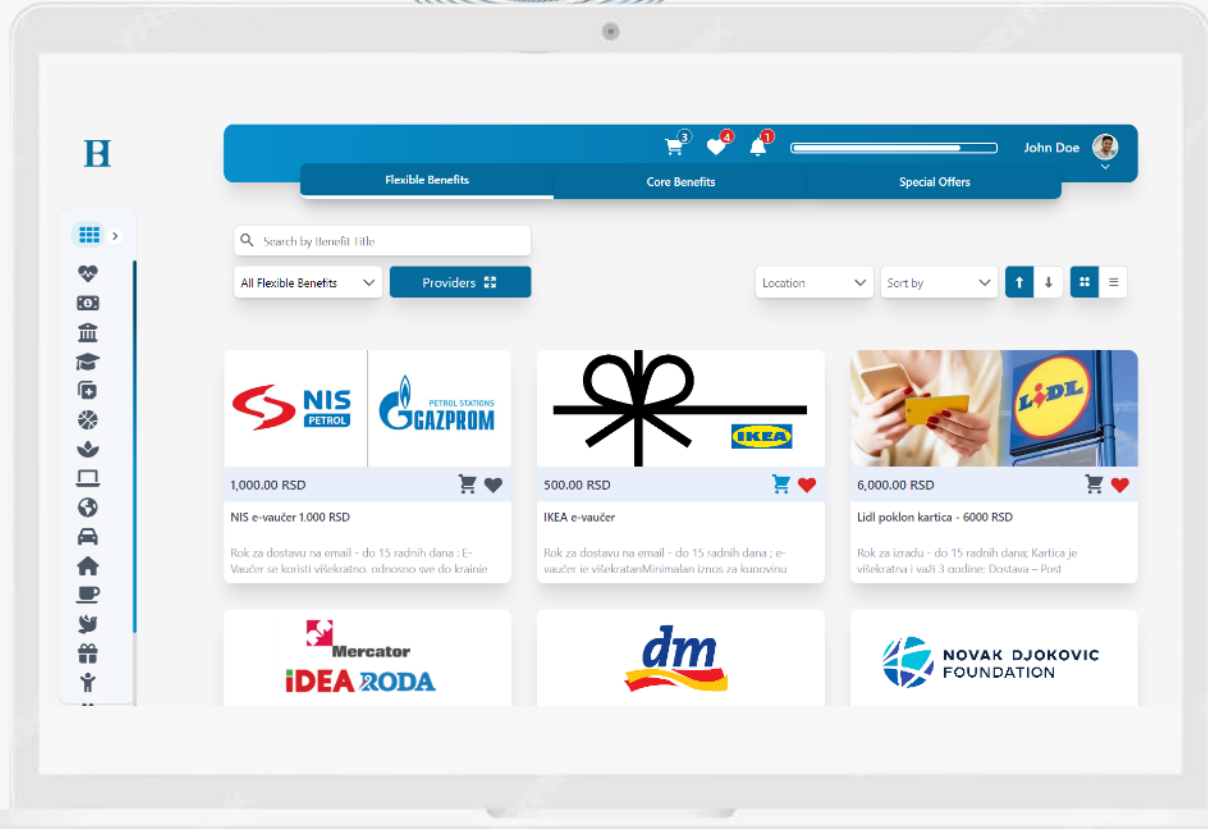 H
3
4
1
John Doe
Flexible Benefits
Core Benefits
Special Offers
Search by Benefit Title
All Flexible Benefits
Providers
Location
Sort by
NIS
PETROL
PETROL STATIONS
GAZPROM
IKEA
LIDL
1,000.00 RSD
500.00 RSD
6,000.00 RSD
NIS e-vaučer 1.000 RSD
IKEA e-vaučer
Lidl poklon kartica - 6000 RSD
Rok za dostavu na email - do 15 radnih dana : E-
Vaučer se koristi višekratno, odnosno sve do krajnje
Rok za dostavu na email - do 15 radnih dana ; e-
vaučer je višekratanMinimalan iznos za kupovinu
Rok za izradu - do 15 radnih dana; Kartica je
višekratna i važi 3 godine; Dostava – Post
Mercator
iDEA RODA
dm
NOVAK DJOKOVIC
FOUNDATION